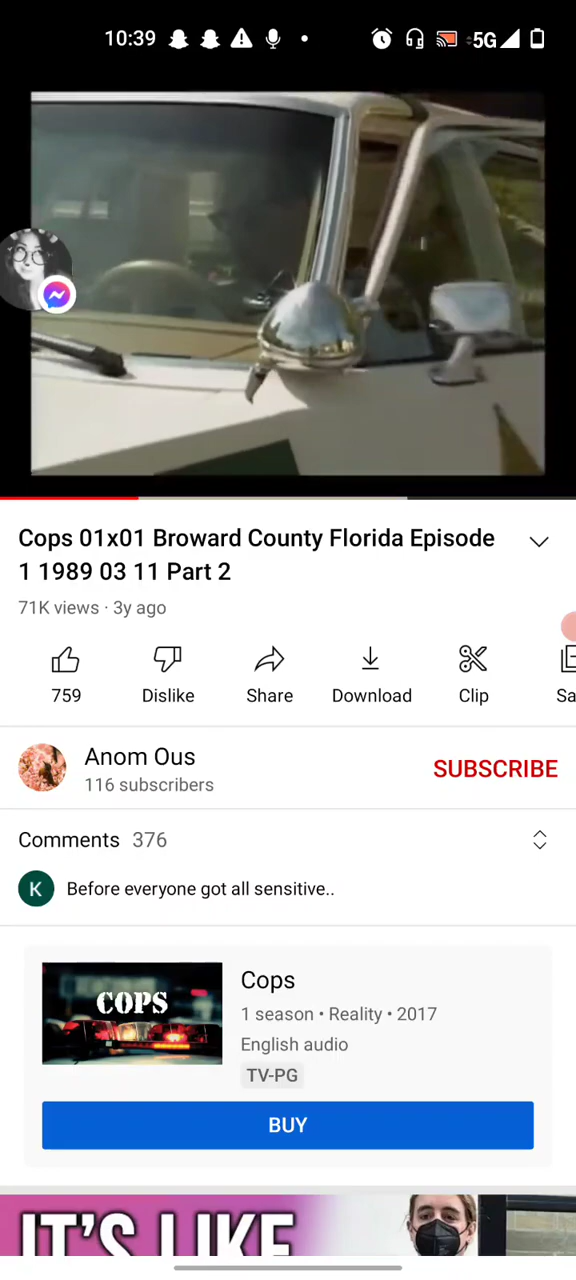 10:39
5G
Cops 01x01 Broward County Florida Episode
1 1989 03 11 Part 2
71K views · 3y ago
759
Dislike
Share
Download
Clip
Sa
Anom Ous
116 subscribers
SUBSCRIBE
Comments 376
K
Before everyone got all sensitive..
COPS
Cops
1 season • Reality • 2017
English audio
TV-PG
BUY
IT'S LIKE